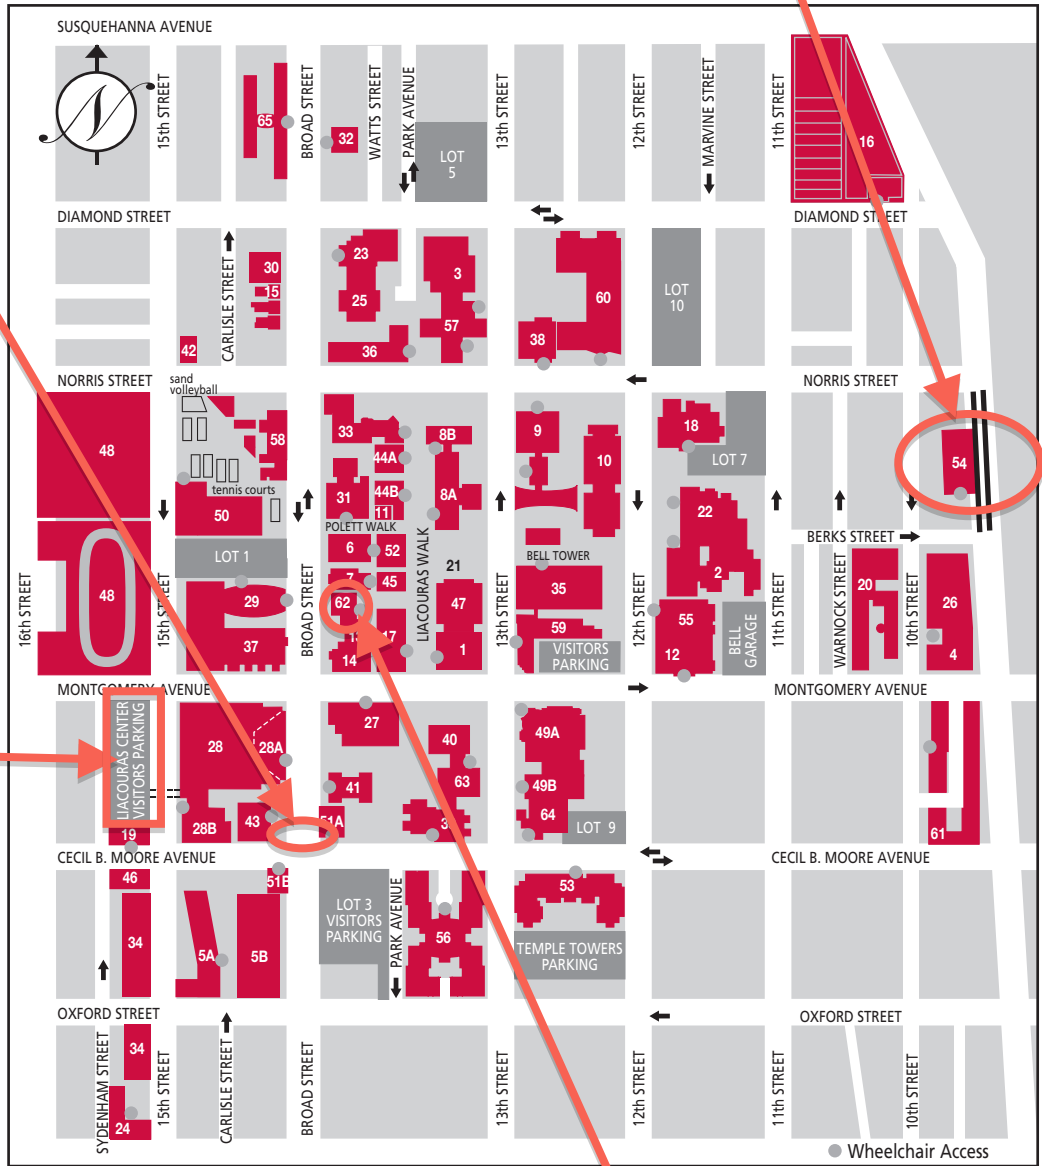 SUSQUEHANNA AVENUE
N
15th STREET
BROAD STREET
WATTS STREET
PARK AVENUE
13th STREET
12th STREET
MARVINE STREET
11th STREET
65
32
LOT
5
16
DIAMOND STREET
DIAMOND STREET
CARLISLE STREET
30
15
23
25
3
57
36
38
60
LOT
10
42
NORRIS STREET
NORRIS STREET
sand
volleyball
48
58
tennis courts
50
33
44A
31
44B
11
8B
8A
9
10
18
LOT 7
22
54
POLETT WALK
BERKS STREET
LOT 1
6
52
7
45
62
LIACOURAS WALK
21
BELL TOWER
35
2
20
WARNOCK STREET
10th STREET
26
16th STREET
48
15th STREET
29
37
BROAD STREET
13
14
17
47
1
13th STREET
59
VISITORS
PARKING
12th STREET
55
12
BELL
GARAGE
11th STREET
4
MONTGOMERY AVENUE
MONTGOMERY AVENUE
LIACOURAS CENTER
VISITORS PARKING
28
28A
27
40
49A
41
63
49B
28B
43
51A
3
64
LOT 9
19
61
CECIL B. MOORE AVENUE
CECIL B. MOORE AVENUE
46
51B
34
5A
5B
LOT 3
VISITORS
PARKING
PARK AVENUE
56
53
TEMPLE TOWERS
PARKING
OXFORD STREET
OXFORD STREET
34
24
SYDENHAM STREET
15th STREET
CARLISLE STREET
BROAD STREET
13th STREET
12th STREET
11th STREET
10th STREET
Wheelchair Access